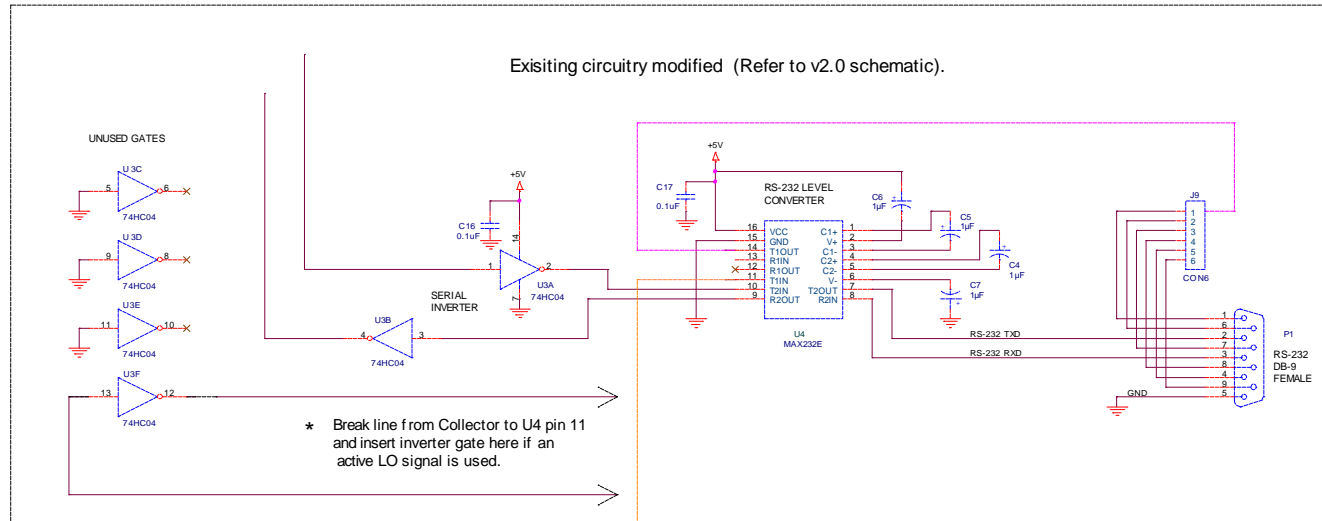 Exisiting circuitry modified (Refer to v2.0 schematic).
UNUSED GATES
U3C
5
6
74HC04
U3D
9
8
74HC04
U3E
11
10
74HC04
U3F
13
12
74HC04
+5V
C16
0.1uF
14
1
2
7
U3A
74HC04
SERIAL
INVERTER
U3B
4
3
74HC04
* Break line from Collector to U4 pin 11
and insert inverter gate here if an
active LO signal is used.
+5V
C17
0.1uF
RS-232 LEVEL
CONVERTER
C6
1µF
+
C5
1µF
+
C4
1µF
+
C7
1µF
+
16 VCC C1+ 1
15 GND V+ 2
14 T1OUT C1- 3
13 R1IN C2+ 4
12 R1OUT C2- 5
11 T1IN V- 6
10 T2IN T2OUT 7
9 R2OUT R2IN 8
U4
MAX232E
RS-232 TXD
RS-232 RXD
GND
J9
1
2
3
4
5
6
CON6
1
6
2
7
3
8
4
9
5
P1
RS-232
DB-9
FEMALE